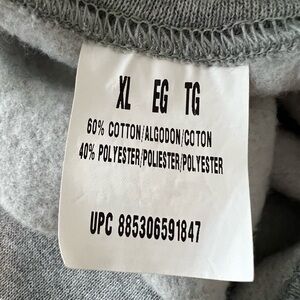 XL EG TG
60% COTTON/ALGODON/COTON
40% POLYESTER/POLIESTER/POLYESTER
UPC 885306591847